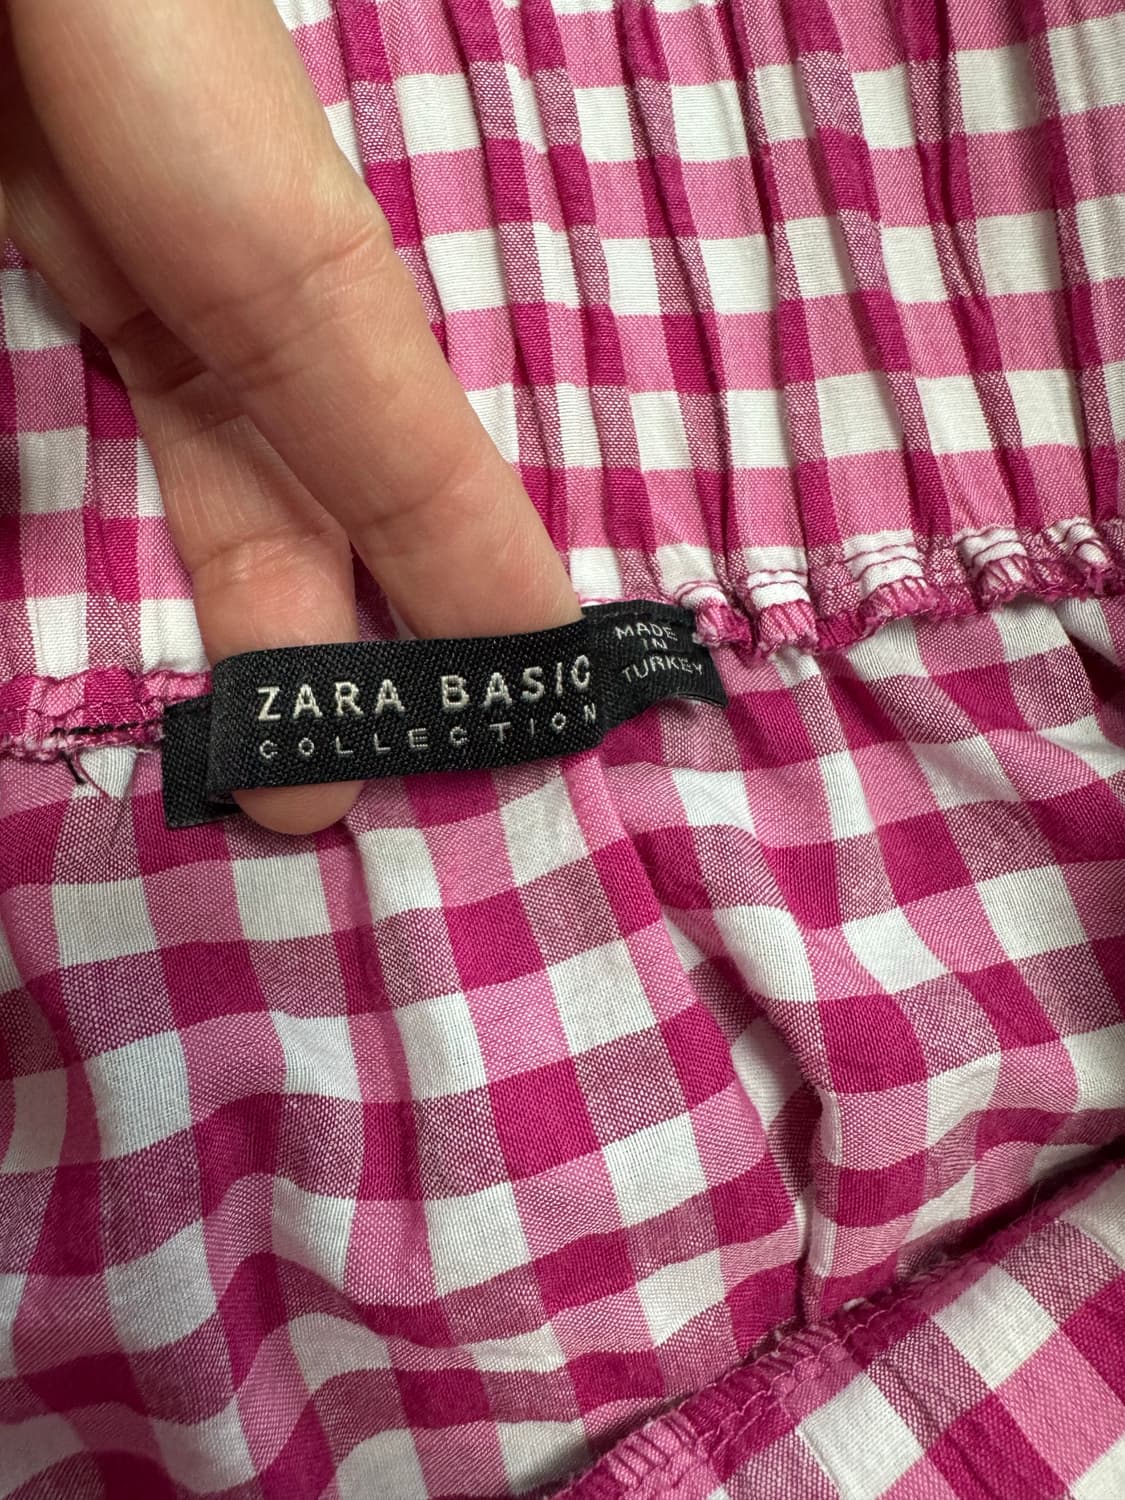 ZARA BASIC
COLLECTION
MADE
IN
TURKEY